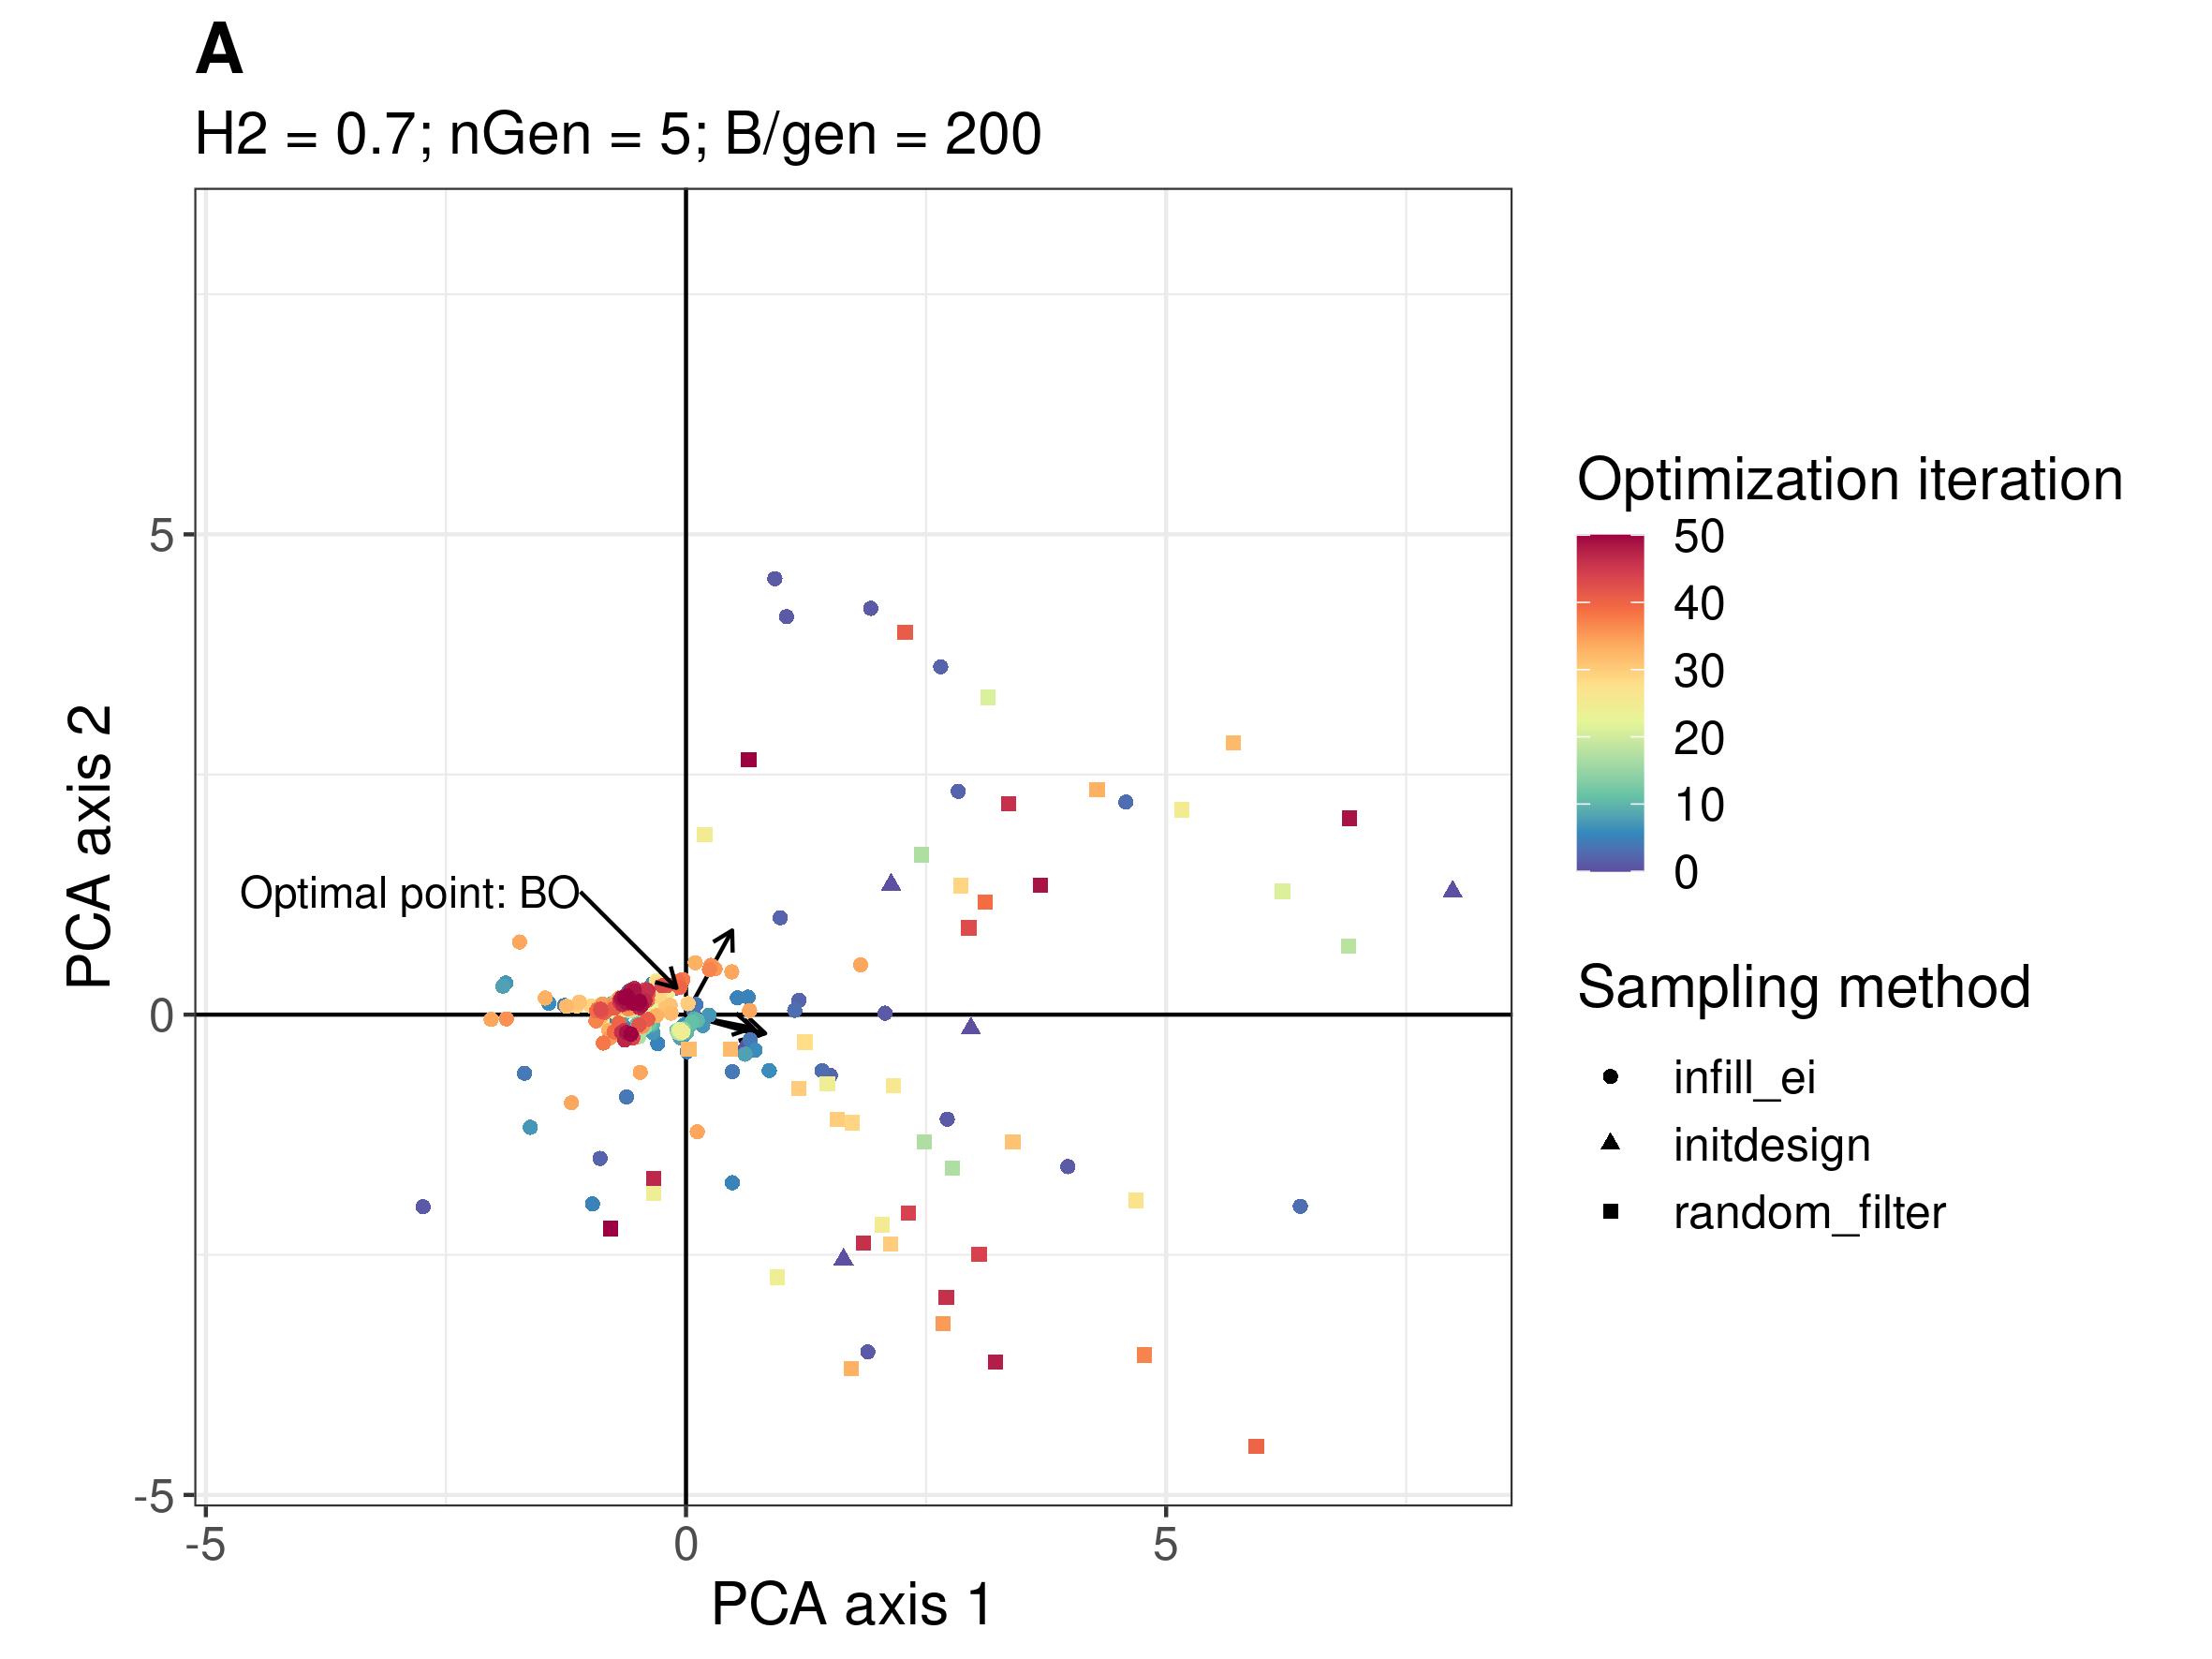 A
H2 = 0.7; nGen = 5; B/gen = 200
PCA axis 2
5
0
-5
Optimal point: BO
-5
0
5
PCA axis 1
Optimization iteration
50
40
30
20
10
0
Sampling method
infill_ei
initdesign
random_filter